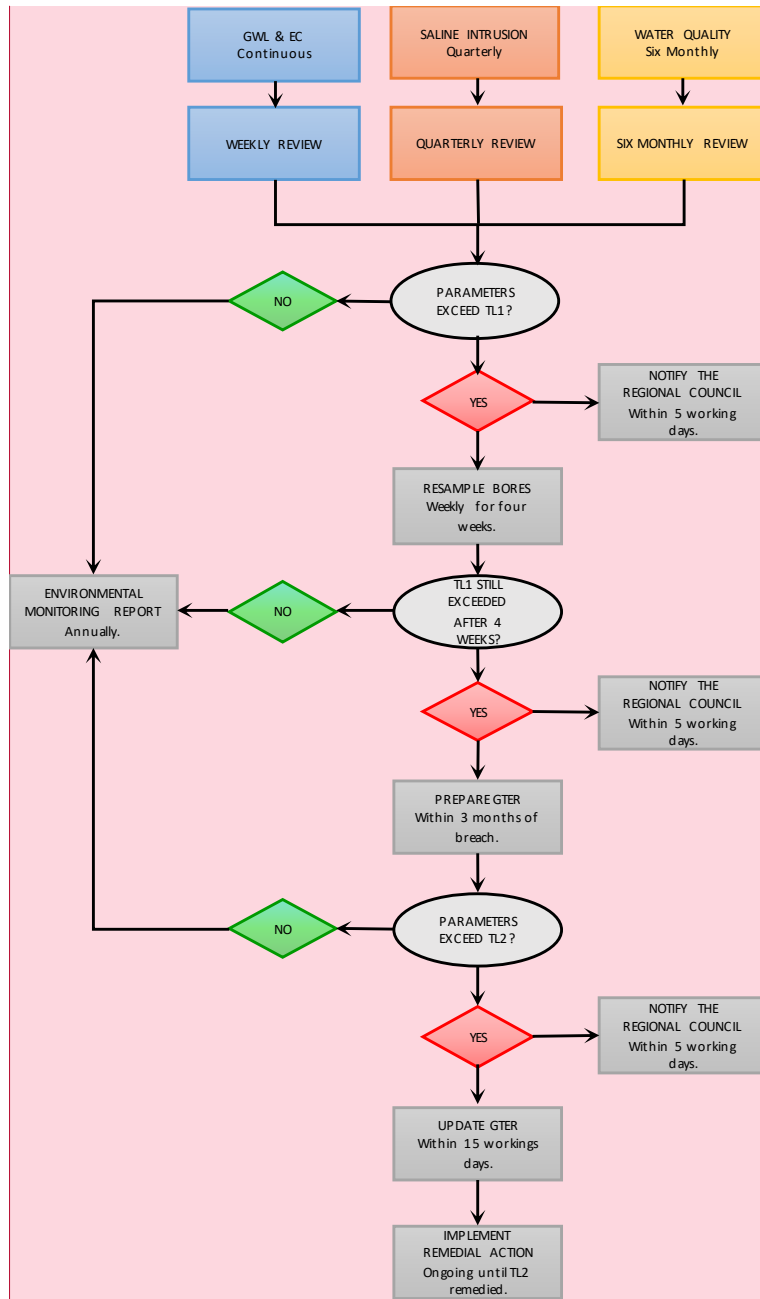 GWL & EC
Continuous
SALINE INTRUSION
Quarterly
WATER QUALITY
Six Monthly
WEEKLY REVIEW
QUARTERLY REVIEW
SIX MONTHLY REVIEW
PARAMETERS
EXCEED TL1?
NO
YES
NOTIFY THE
REGIONAL COUNCIL
Within 5 working
days.
RESAMPLE BORES
Weekly for four
weeks.
TL1 STILL
EXCEEDED
AFTER 4
WEEKS?
NO
ENVIRONMENTAL
MONITORING REPORT
Annually.
YES
NOTIFY THE
REGIONAL COUNCIL
Within 5 working
days.
PREPARE GTER
Within 3 months of
breach.
PARAMETERS
EXCEED TL2?
NO
YES
NOTIFY THE
REGIONAL COUNCIL
Within 5 working
days.
UPDATE GTER
Within 15 workings
days.
IMPLEMENT
REMEDIAL ACTION
Ongoing until TL2
remedied.